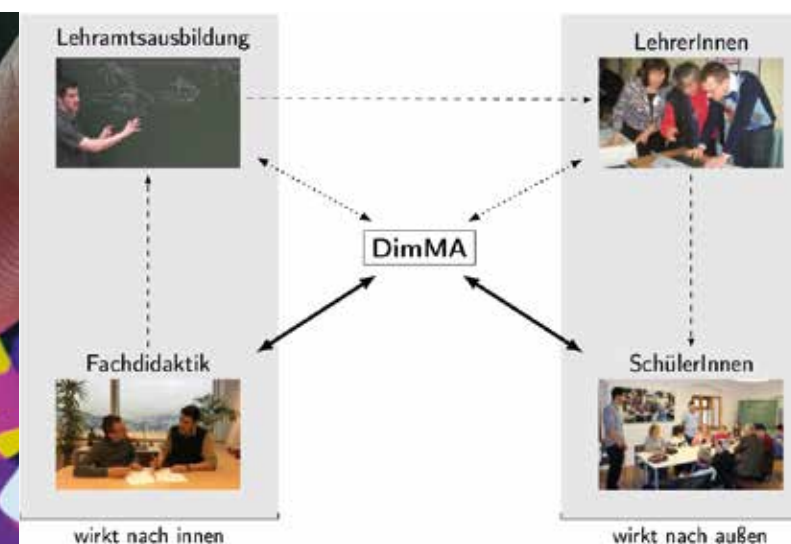 Lehramtsausbildung
LehrerInnen
DimMA
Fachdidaktik
SchülerInnen
wirkt nach innen
wirkt nach außen